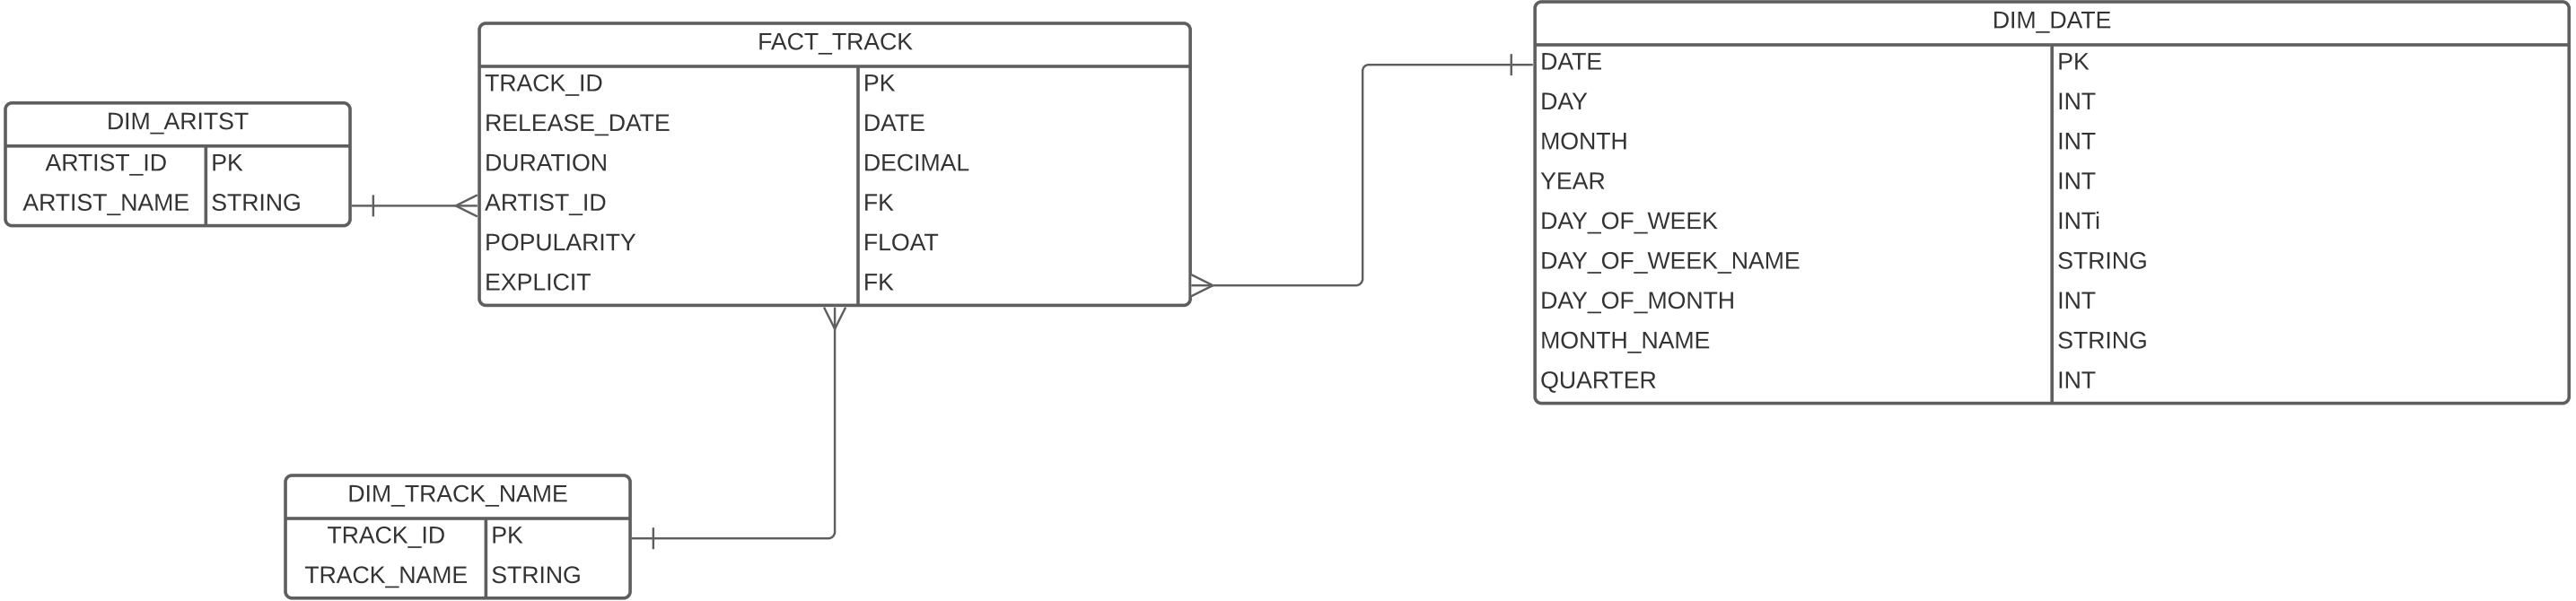 DIM_ARITST
ARTIST_ID PK
ARTIST_NAME STRING
FACT_TRACK
TRACK_ID PK
RELEASE_DATE DATE
DURATION DECIMAL
ARTIST_ID FK
POPULARITY FLOAT
EXPLICIT FK
DIM_DATE
DATE PK
DAY INT
MONTH INT
YEAR INT
DAY_OF_WEEK INTi
DAY_OF_WEEK_NAME STRING
DAY_OF_MONTH INT
MONTH_NAME STRING
QUARTER INT
DIM_TRACK_NAME
TRACK_ID PK
TRACK_NAME STRING